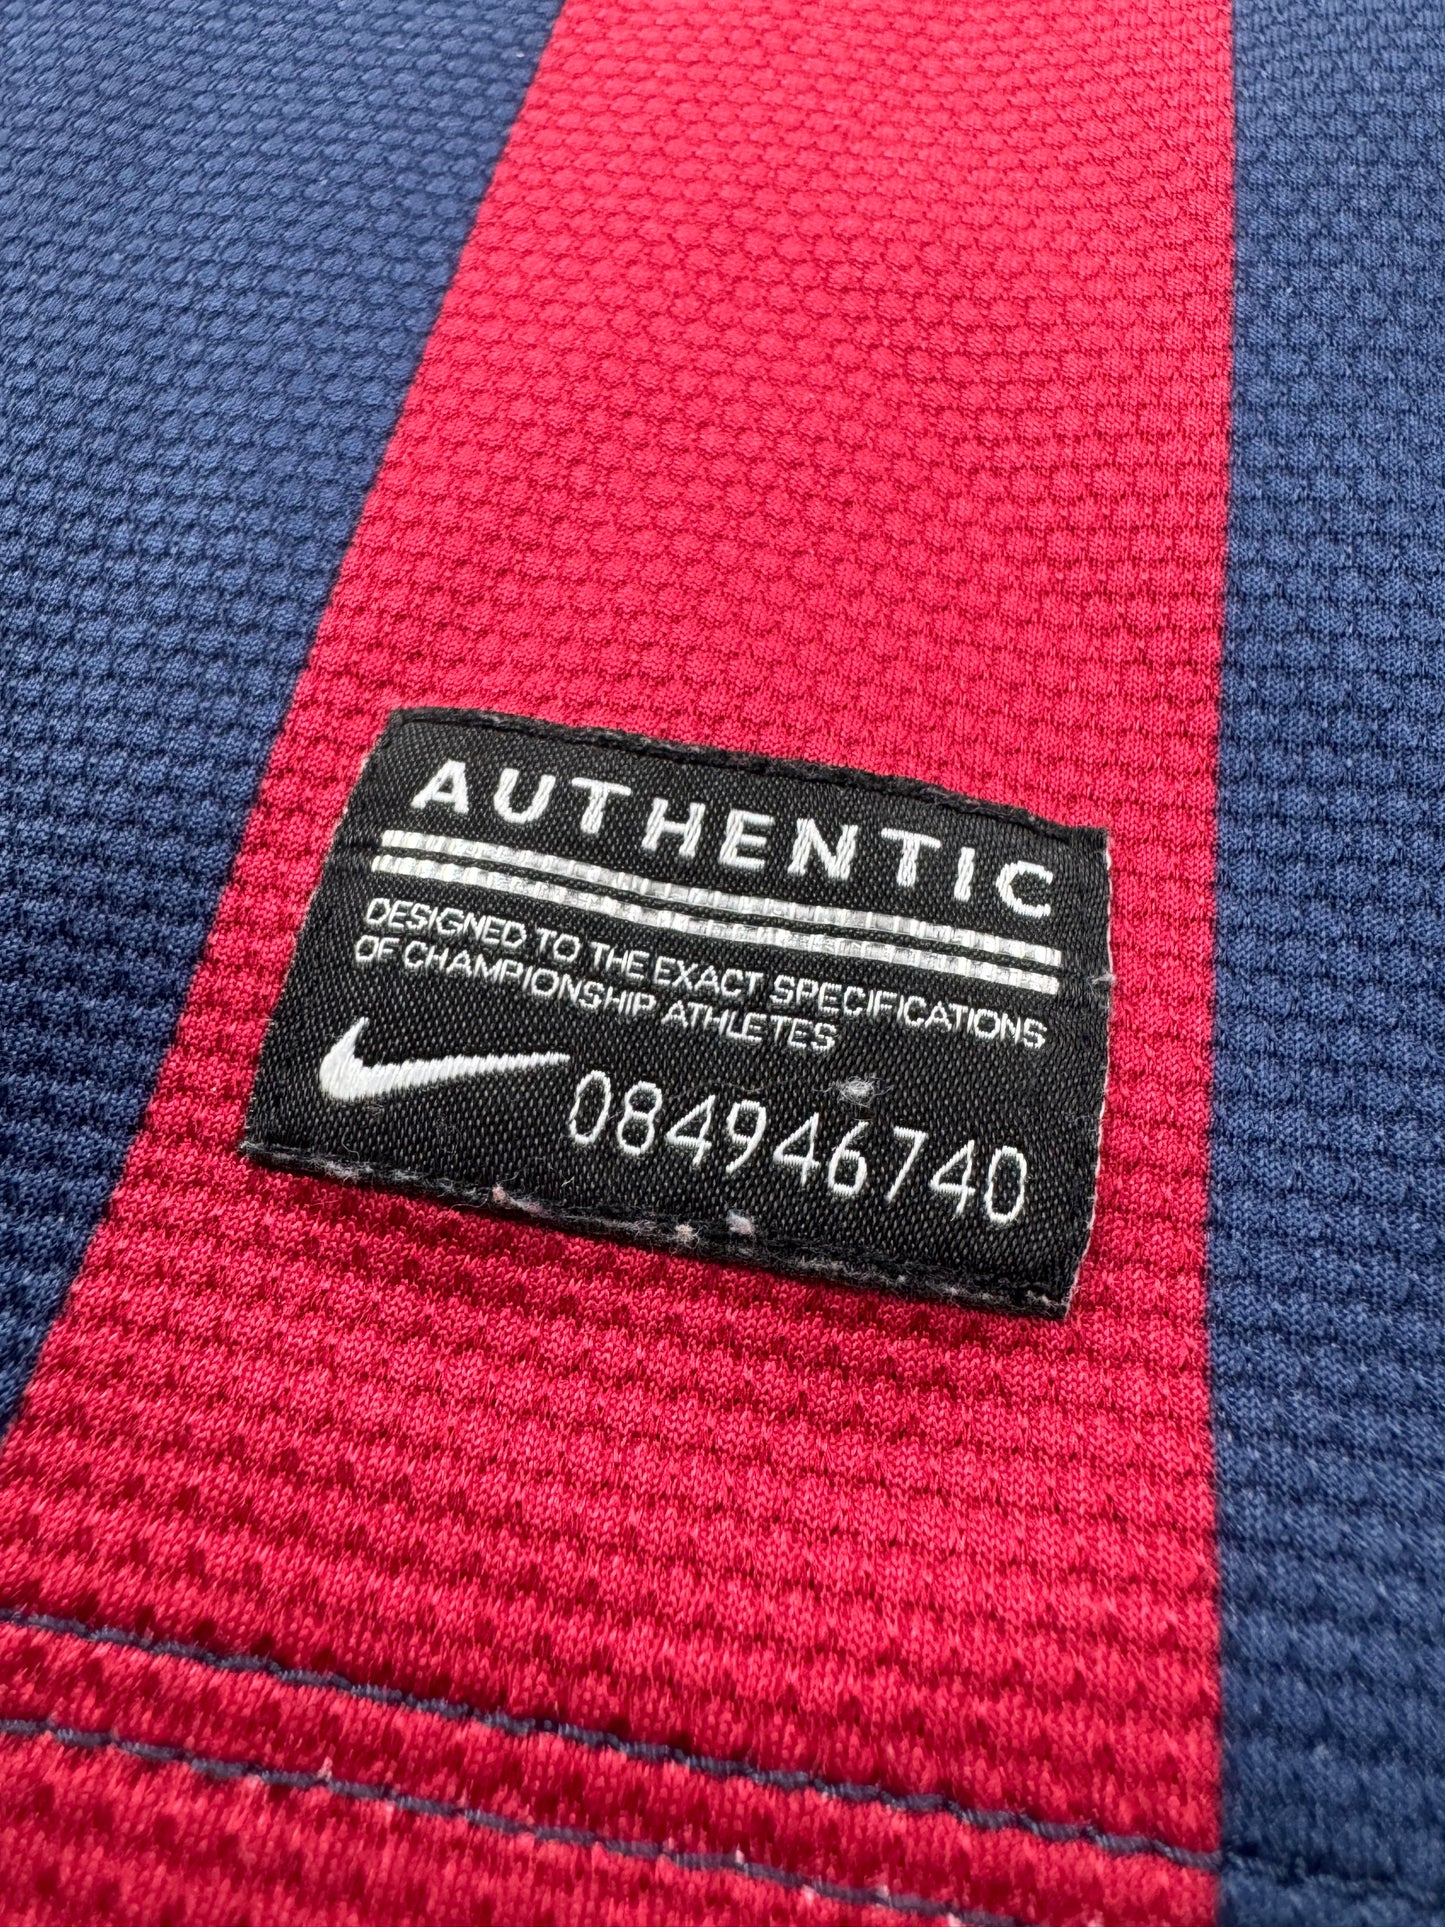 AUTHENTIC
DESIGNED TO THE EXACT SPECIFICATIONS
OF CHAMPIONSHIP ATHLETES
084946740